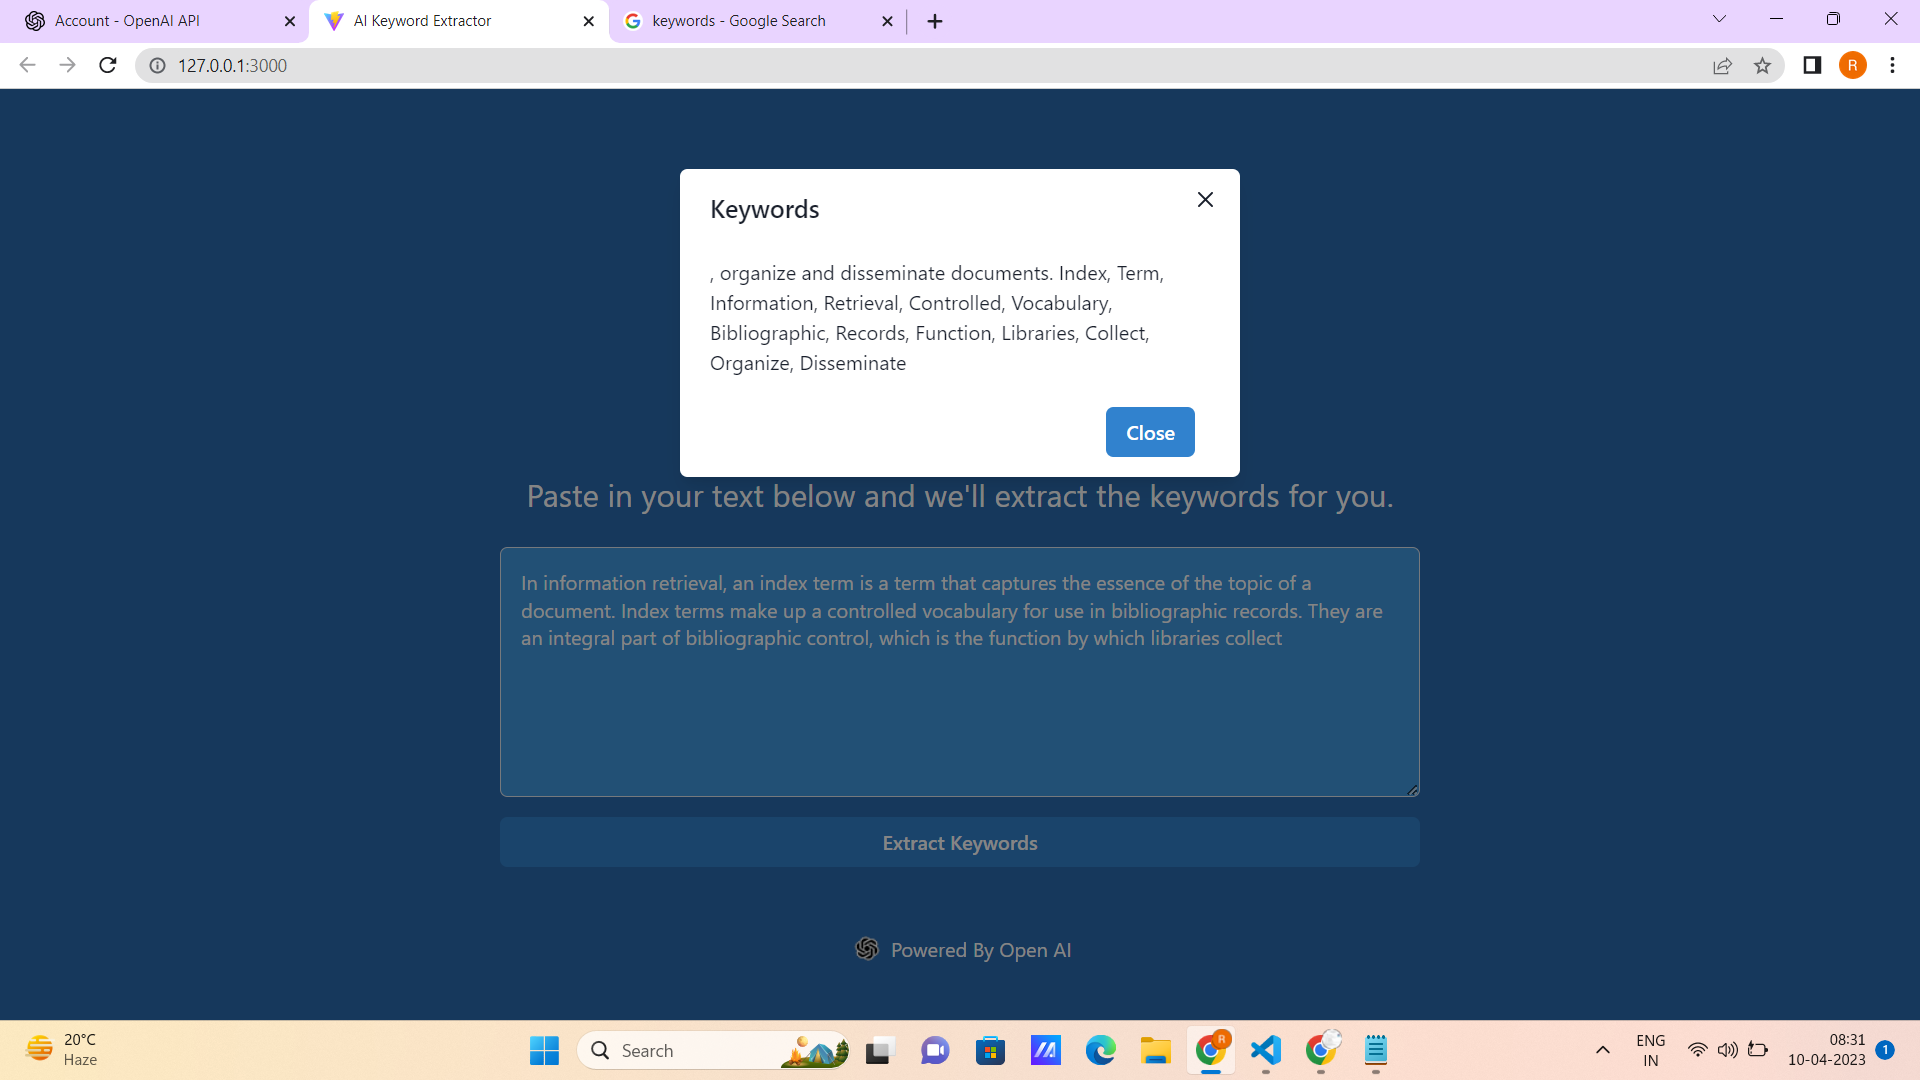 Account - OpenAI API
AI Keyword Extractor
keywords - Google Search
127.0.0.1:3000
R
Keywords
, organize and disseminate documents. Index, Term,
Information, Retrieval, Controlled, Vocabulary,
Bibliographic, Records, Function, Libraries, Collect,
Organize, Disseminate
Close
Paste in your text below and we'll extract the keywords for you.
In information retrieval, an index term is a term that captures the essence of the topic of a
document. Index terms make up a controlled vocabulary for use in bibliographic records. They are
an integral part of bibliographic control, which is the function by which libraries collect
Extract Keywords
Powered By Open AI
20°C
Haze
Search
R
ENG
IN
08:31
10-04-2023
1